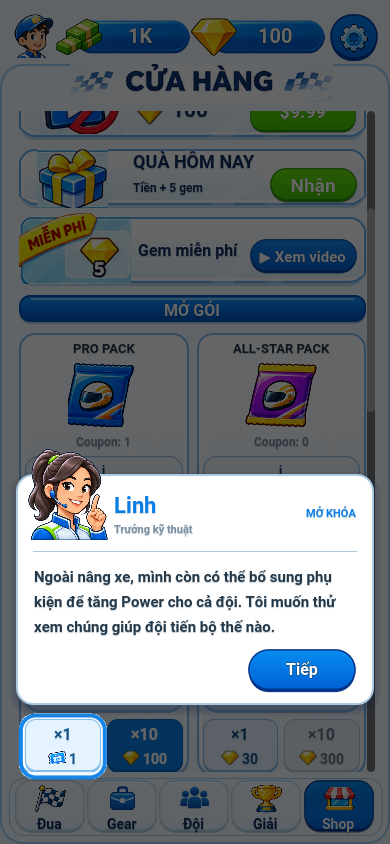 1K
100
CỬA HÀNG
100
$9.99
QUÀ HÔM NAY
Tiền + 5 gem
Nhận
MIỄN PHÍ
5
Gem miễn phí
▶ Xem video
MỞ GÓI
PRO PACK
ALL-STAR PACK
Coupon: 1
Coupon: 0
i
i
Linh
MỞ KHÓA
Trưởng kỹ thuật
Ngoài nâng xe, mình còn có thể bổ sung phụ
kiện để tăng Power cho cả đội. Tôi muốn thử
xem chúng giúp đội tiến bộ thế nào.
Tiếp
×1
1
×10
100
×1
30
×10
300
Đua
Gear
Đội
Giải
Shop